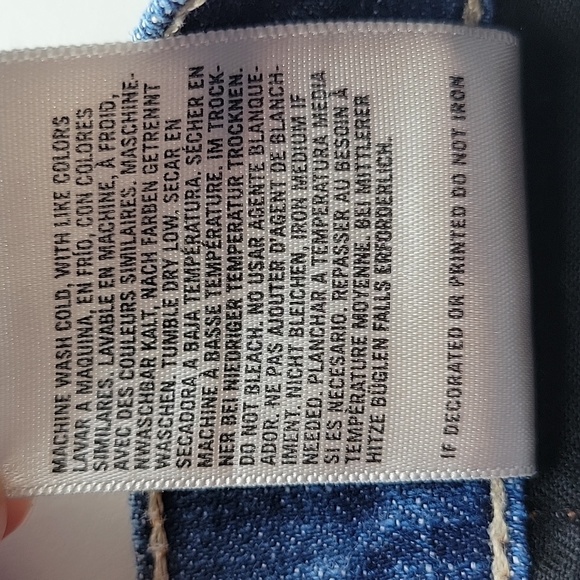 MACHINE WASH COLD, WITH LIKE COLORS
LAVAR A MAQUINA, EN FRÍO, CON COLORES
SIMILARES. LAVABLE EN MACHINE, À FROID,
AVEC DES COULEURS SIMILAIRES. MASCHINE-
NWASCHBAR KALT, NACH FARBEN GETRENNT
WASCHEN. TUMBLE DRY LOW. SECAR EN
SECADORA A BAJA TEMPERATURA. SÉCHER EN
MACHINE À BASSE TEMPÉRATURE. IM TROCK-
NER BEI NIEDRIGER TEMPERATUR TROCKNEN.
DO NOT BLEACH. NO USAR AGENTE BLANQUE-
ADOR. NE PAS AJOUTER D'AGENT DE BLANCH-
IMENT. NICHT BLEICHEN. IRON MEDIUM IF
NEEDED. PLANCHAR A TEMPERATURA MEDIA
SI ES NECESARIO. REPASSER AU BESOIN À
TEMPÈRATURE MOYENNE. BEI MITTLERER
HITZE BÜGLEN FALLS ERFORDERLICH.
IF DECORATED OR PRINTED DO NOT IRON